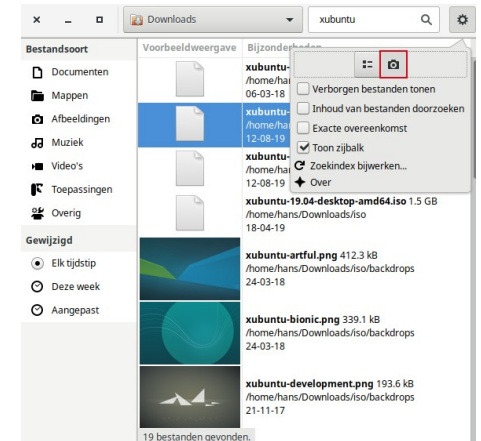 Downloads
xubuntu
Bestandsoort
Documenten
Mappen
Afbeeldingen
Muziek
Video's
Toepassingen
Overig
Gewijzigd
Elk tijdstip
Deze week
Aangepast
Voorbeeldweergave
xubuntu-
/home/ha
06-03-18
xubuntu-
/home/ha
12-08-19
xubuntu-
/home/ha
12-08-19
xubuntu-19.04-desktop-amd64.iso 1.5 GB
/home/hans/Downloads/iso
18-04-19
xubuntu-artful.png 412.3 kB
/home/hans/Downloads/iso/backdrops
24-03-18
xubuntu-bionic.png 339.1 kB
/home/hans/Downloads/iso/backdrops
24-03-18
xubuntu-development.png 193.6 kB
/home/hans/Downloads/iso/backdrops
21-11-17
19 bestanden gevonden.
Verborgen bestanden tonen
Inhoud van bestanden doorzoeken
Exacte overeenkomst
Toon zijbalk
Zoekindex bijwerken...
Over